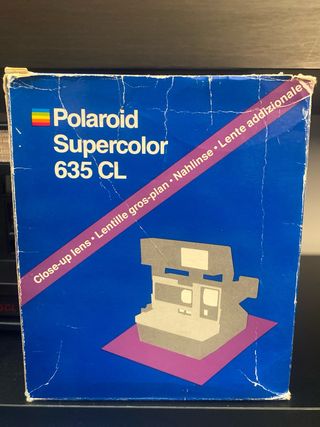 Polaroid
Supercolor
635 CL
Close-up lens • Lentille gros-plan • Nahlinse • Lente addizionale